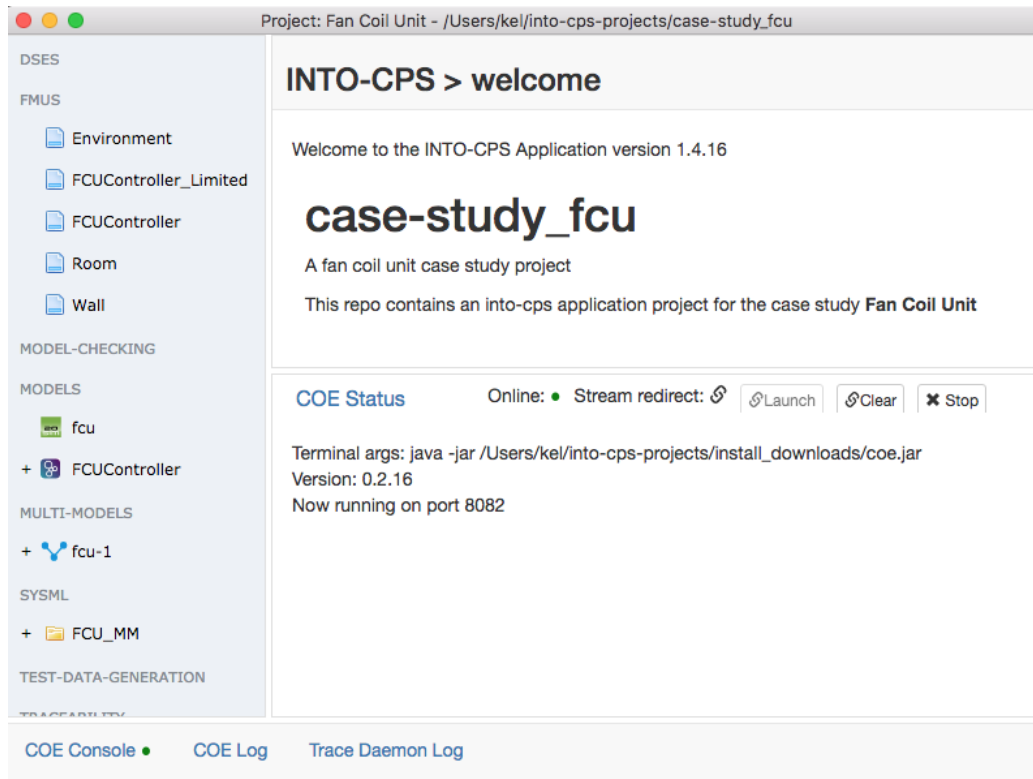 Project: Fan Coil Unit - /Users/kel/into-cps-projects/case-study_fcu
DSES
FMUS
Environment
FCUController_Limited
FCUController
Room
Wall
MODEL-CHECKING
MODELS
fcu
+ FCUController
MULTI-MODELS
+ fcu-1
SYSML
+ FCU_MM
TEST-DATA-GENERATION
TRACEABILITY
INTO-CPS > welcome
Welcome to the INTO-CPS Application version 1.4.16
case-study_fcu
A fan coil unit case study project
This repo contains an into-cps application project for the case study Fan Coil Unit
COE Status Online: Stream redirect: Launch Clear Stop
Terminal args: java -jar /Users/kel/into-cps-projects/install_downloads/coe.jar
Version: 0.2.16
Now running on port 8082
COE Console COE Log Trace Daemon Log